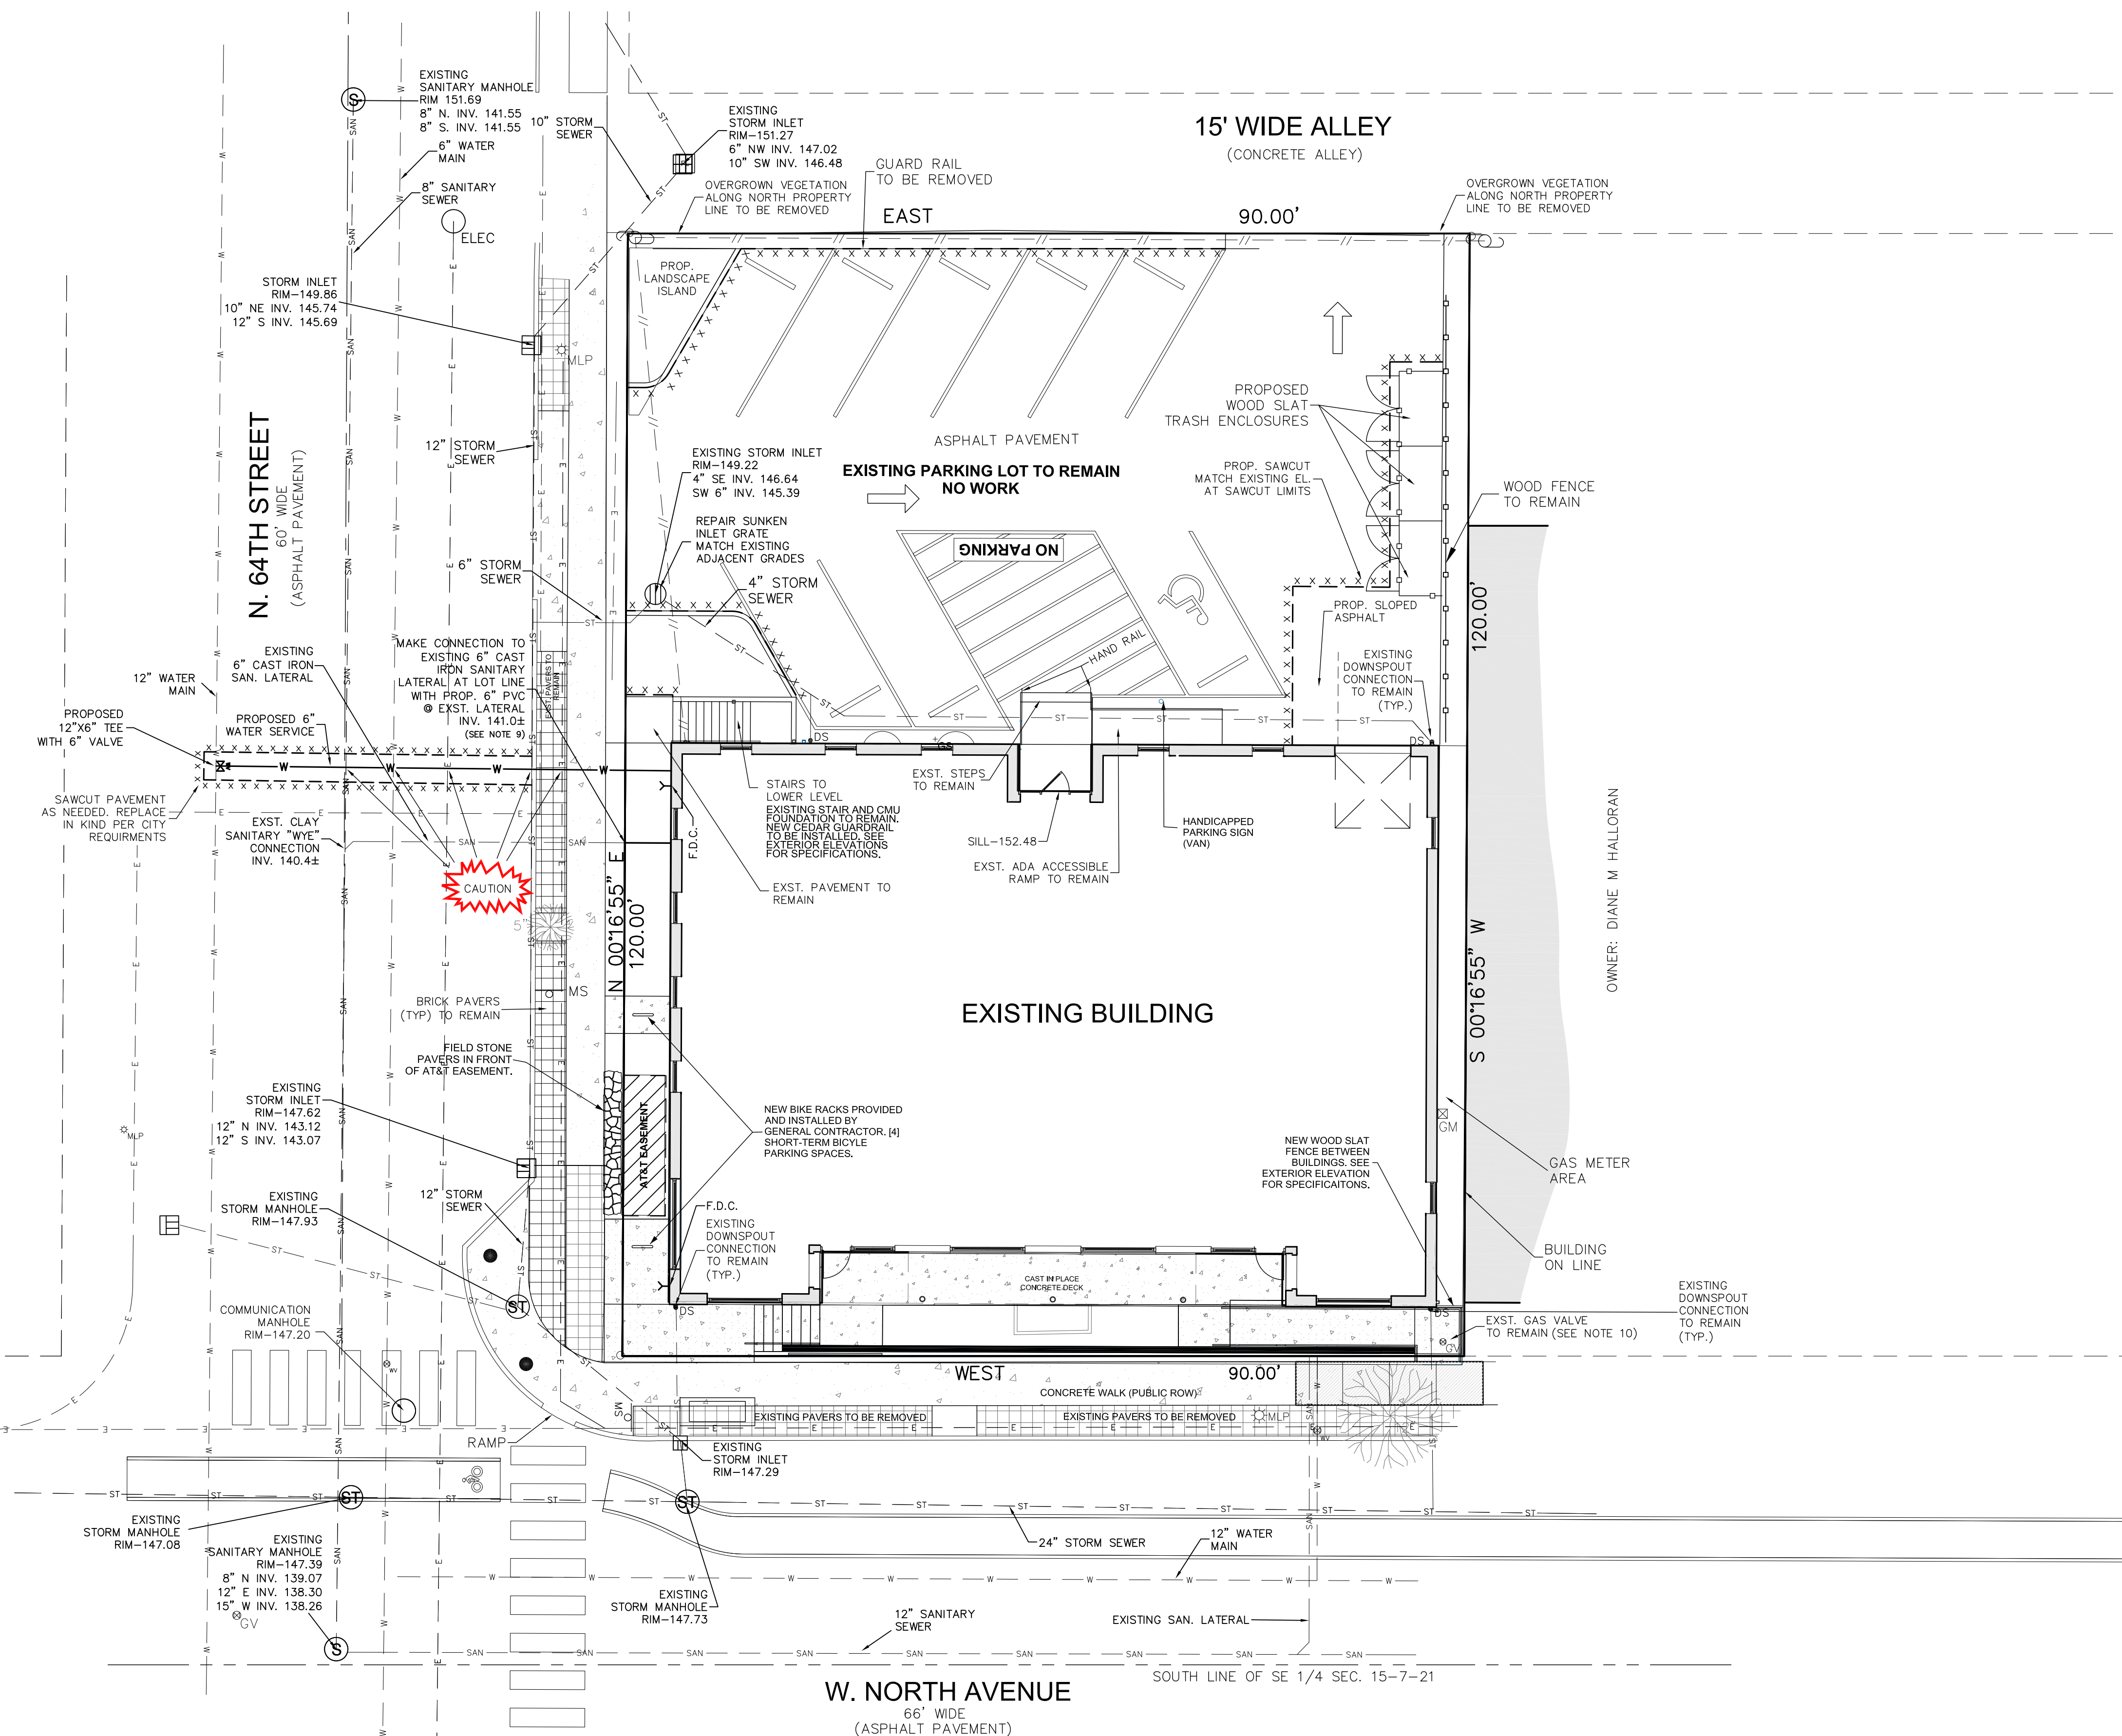 EXISTING
SANITARY MANHOLE
RIM 151.69
8" N. INV. 141.55
8" S. INV. 141.55
6" WATER
MAIN
8" SANITARY
SEWER
ELEC
10" STORM
SEWER
EXISTING
STORM INLET
RIM-151.27
6" NW INV. 147.02
10" SW INV. 146.48
GUARD RAIL
TO BE REMOVED
15' WIDE ALLEY
(CONCRETE ALLEY)
OVERGROWN VEGETATION
ALONG NORTH PROPERTY
LINE TO BE REMOVED
EAST
90.00'
OVERGROWN VEGETATION
ALONG NORTH PROPERTY
LINE TO BE REMOVED
STORM INLET
RIM-149.86
10" NE INV. 145.74
12" S INV. 145.69
MLP
PROP.
LANDSCAPE
ISLAND
N. 64TH STREET
60' WIDE
(ASPHALT PAVEMENT)
12" STORM
SEWER
EXISTING STORM INLET
RIM-149.22
4" SE INV. 146.64
SW 6" INV. 145.39
REPAIR SUNKEN
INLET GRATE
MATCH EXISTING
ADJACENT GRADES
4" STORM
SEWER
6" STORM
SEWER
ASPHALT PAVEMENT
EXISTING PARKING LOT TO REMAIN
NO WORK
NO PARKING
PROPOSED
WOOD SLAT
TRASH ENCLOSURES
PROP. SAWCUT
MATCH EXISTING EL.
AT SAWCUT LIMITS
WOOD FENCE
TO REMAIN
120.00'
PROP. SLOPED
ASPHALT
HAND RAIL
EXISTING
DOWNSPOUT
CONNECTION
TO REMAIN
(TYP.)
MAKE CONNECTION TO
EXISTING 6" CAST
IRON SANITARY
LATERAL AT LOT LINE
WITH PROP. 6" PVC
@ EXST. LATERAL
INV. 141.0±
(SEE NOTE 9)
EXIST. PAVERS TO
REMAIN
EXISTING
6" CAST IRON
SAN. LATERAL
12" WATER
MAIN
PROPOSED
12"X6" TEE
WITH 6" VALVE
PROPOSED 6"
WATER SERVICE
SAWCUT PAVEMENT
AS NEEDED. REPLACE
IN KIND PER CITY
REQUIRMENTS
EXST. CLAY
SANITARY "WYE"
CONNECTION
INV. 140.4±
CAUTION
5"
DS
GS
DS
F.D.C.
STAIRS TO
LOWER LEVEL
EXISTING STAIR AND CMU
FOUNDATION TO REMAIN.
NEW CEDAR GUARDRAIL
TO BE INSTALLED. SEE
EXTERIOR ELEVATIONS
FOR SPECIFICATIONS.
EXST. PAVEMENT TO
REMAIN
EXST. STEPS
TO REMAIN
SILL-152.48
EXST. ADA ACCESSIBLE
RAMP TO REMAIN
HANDICAPPED
PARKING SIGN
(VAN)
OWNER: DIANE M HALLORAN
N 00°16'55" E
120.00'
S 00°16'55" W
EXISTING BUILDING
MS
BRICK PAVERS
(TYP) TO REMAIN
FIELD STONE
PAVERS IN FRONT
OF AT&T EASEMENT.
AT&T EASEMENT
NEW BIKE RACKS PROVIDED
AND INSTALLED BY
GENERAL CONTRACTOR. [4]
SHORT-TERM BICYLE
PARKING SPACES.
EXISTING
STORM INLET
RIM-147.62
12" N INV. 143.12
12" S INV. 143.07
MLP
EXISTING
STORM MANHOLE
RIM-147.93
12" STORM
SEWER
ST
COMMUNICATION
MANHOLE
RIM-147.20
WV
F.D.C.
EXISTING
DOWNSPOUT
CONNECTION
TO REMAIN
(TYP.)
DS
CAST IN PLACE
CONCRETE DECK
NEW WOOD SLAT
FENCE BETWEEN
BUILDINGS. SEE
EXTERIOR ELEVATION
FOR SPECIFICAITONS.
GM
GAS METER
AREA
BUILDING
ON LINE
EXISTING
DOWNSPOUT
CONNECTION
TO REMAIN
(TYP.)
DS
EXST. GAS VALVE
TO REMAIN (SEE NOTE 10)
GV
WEST
90.00'
CONCRETE WALK (PUBLIC ROW)
MS
EXISTING PAVERS TO BE REMOVED
EXISTING PAVERS TO BE REMOVED
MLP
WV
RAMP
EXISTING
STORM INLET
RIM-147.29
ST
ST
EXISTING
STORM MANHOLE
RIM-147.08
EXISTING
SANITARY MANHOLE
RIM-147.39
8" N INV. 139.07
12" E INV. 138.30
15" W INV. 138.26
GV
S
24" STORM SEWER
12" WATER
MAIN
EXISTING
STORM MANHOLE
RIM-147.73
12" SANITARY
SEWER
EXISTING SAN. LATERAL
SOUTH LINE OF SE 1/4 SEC. 15-7-21
W. NORTH AVENUE
66' WIDE
(ASPHALT PAVEMENT)